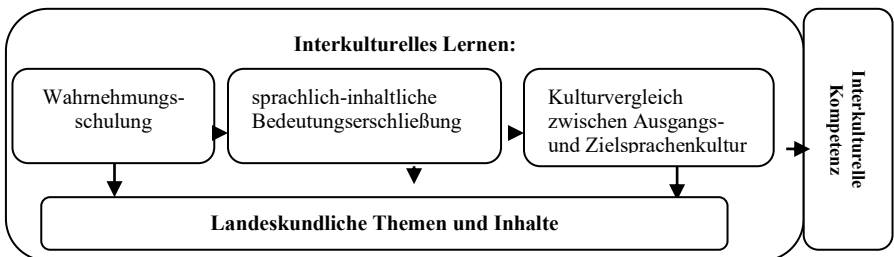 Interkulturelles Lernen:
Wahrnehmungs-
schulung
sprachlich-inhaltliche
Bedeutungserschließung
Kulturvergleich
zwischen Ausgangs-
und Zielsprachenkultur
Landeskundliche Themen und Inhalte
Interkulturelle
Kompetenz